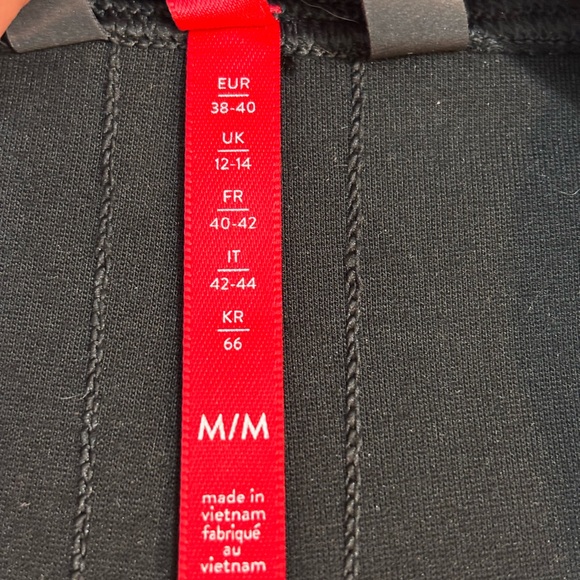 EUR
38-40
UK
12-14
FR
40-42
IT
42-44
KR
66
M/M
made in
vietnam
fabriqué
au
vietnam